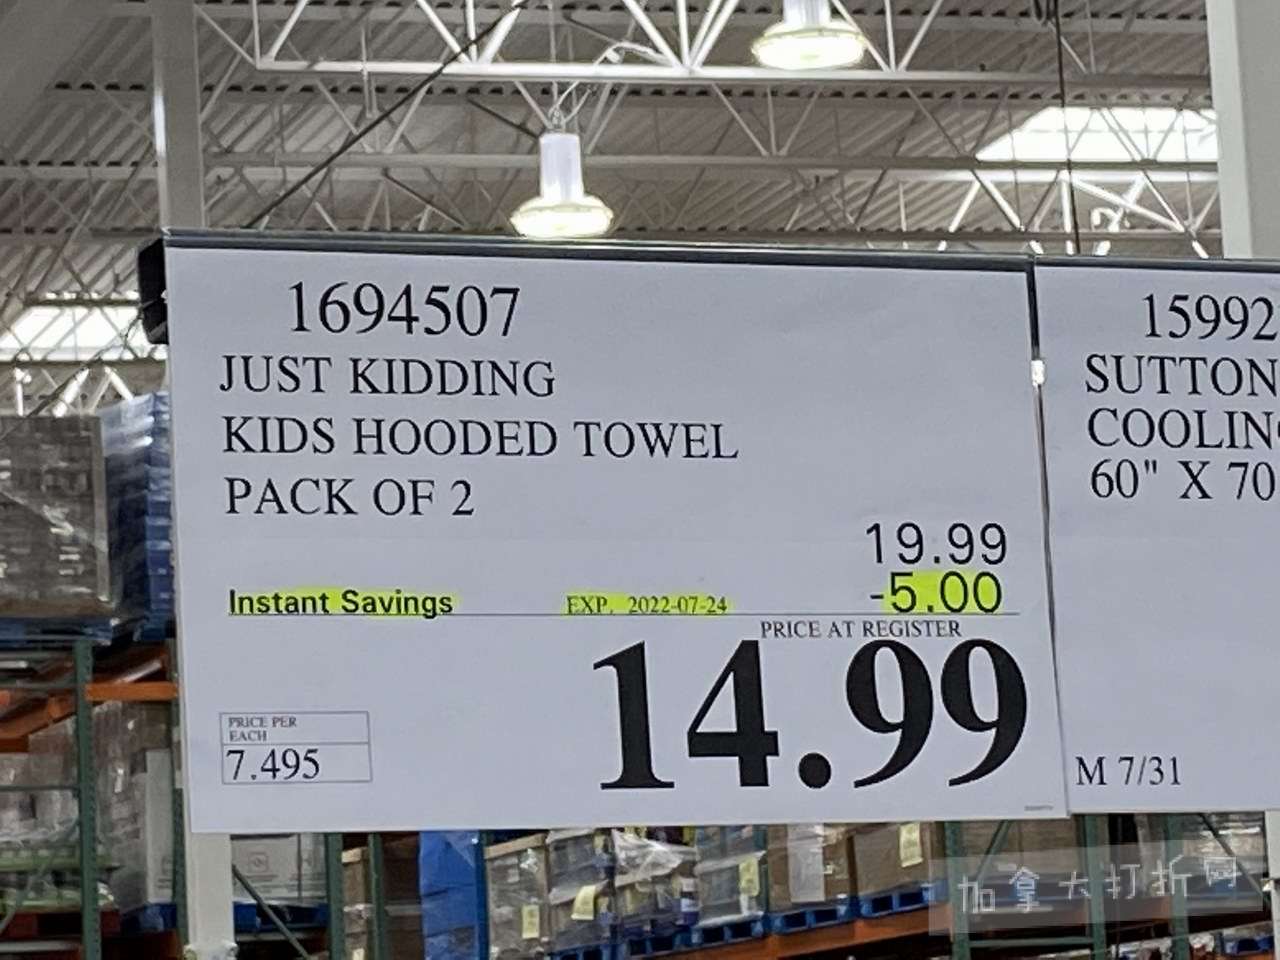 1694507
JUST KIDDING
KIDS HOODED TOWEL
PACK OF 2
19.99
Instant Savings EXP. 2022-07-24 -5.00
PRICE AT REGISTER
14.99
PRICE PER
EACH
7.495
15992
SUTTON
COOLIN
60" X 70
M 7/31
加拿大打折网